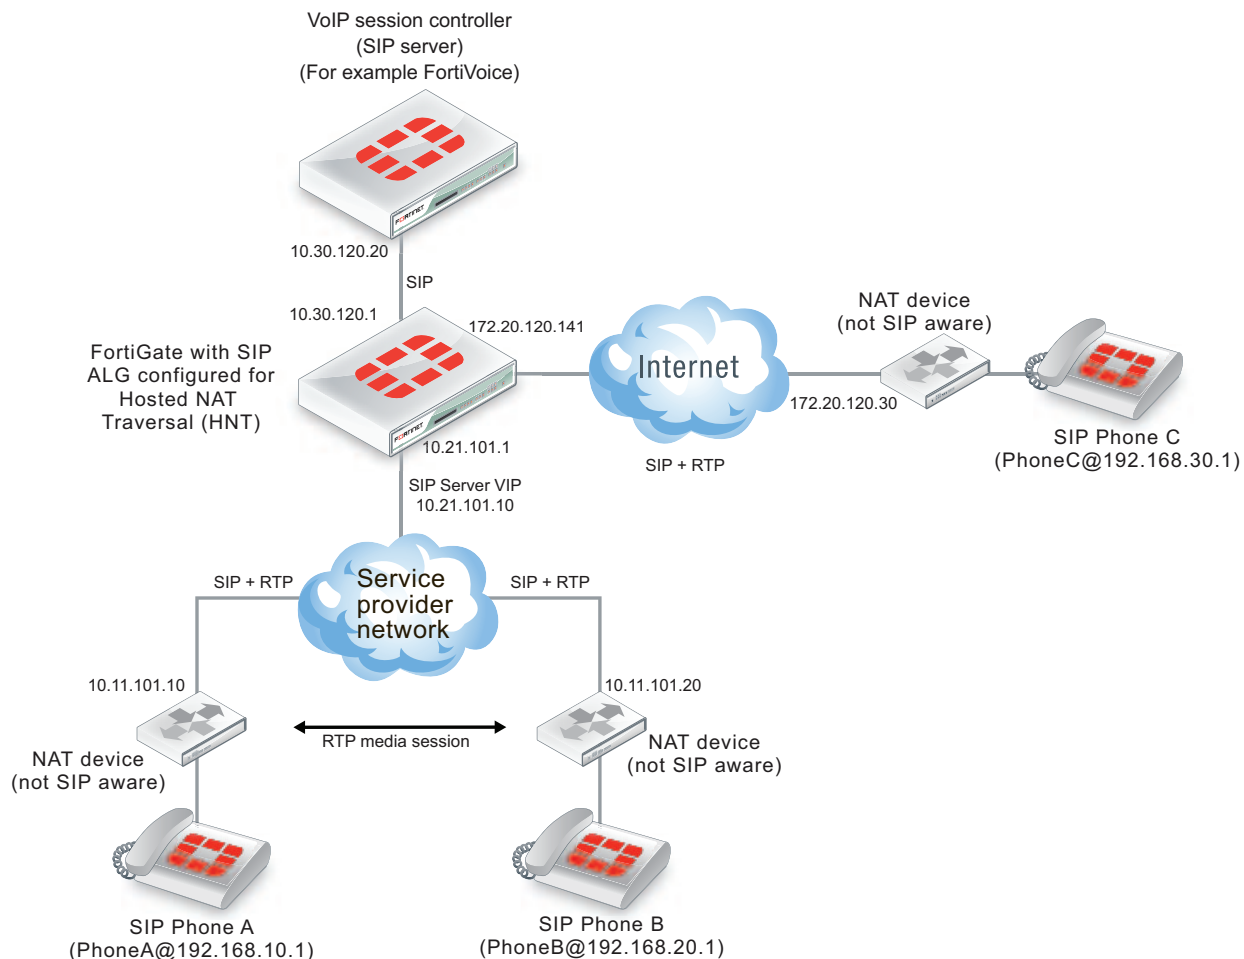 VoIP session controller
(SIP server)
(For example FortiVoice)
FORTINET
10.30.120.20
SIP
10.30.120.1
172.20.120.141
FortiGate with SIP
ALG configured for
Hosted NAT
Traversal (HNT)
FORTINET
10.21.101.1
Internet
NAT device
(not SIP aware)
172.20.120.30
SIP Phone C
(PhoneC@192.168.30.1)
SIP + RTP
SIP Server VIP
10.21.101.10
SIP + RTP
SIP + RTP
Service
provider
network
10.11.101.10
10.11.101.20
RTP media session
NAT device
(not SIP aware)
NAT device
(not SIP aware)
SIP Phone A
(PhoneA@192.168.10.1)
SIP Phone B
(PhoneB@192.168.20.1)